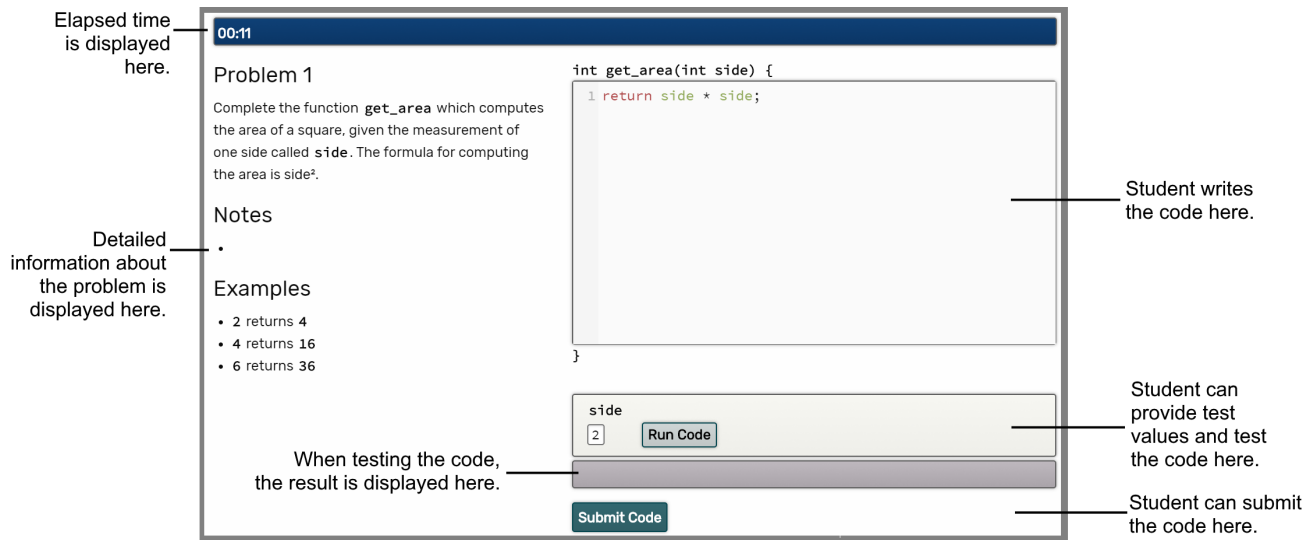 Elapsed time
is displayed
here.
00:11
Problem 1
Complete the function get_area which computes
the area of a square, given the measurement of
one side called side. The formula for computing
the area is side².
Notes
•
Detailed
information about
the problem is
displayed here.
Examples
• 2 returns 4
• 4 returns 16
• 6 returns 36
int get_area(int side) {
1 return side * side;
}
Student writes
the code here.
side
2 Run Code
Student can
provide test
values and test
the code here.
When testing the code,
the result is displayed here.
Submit Code
Student can submit
the code here.